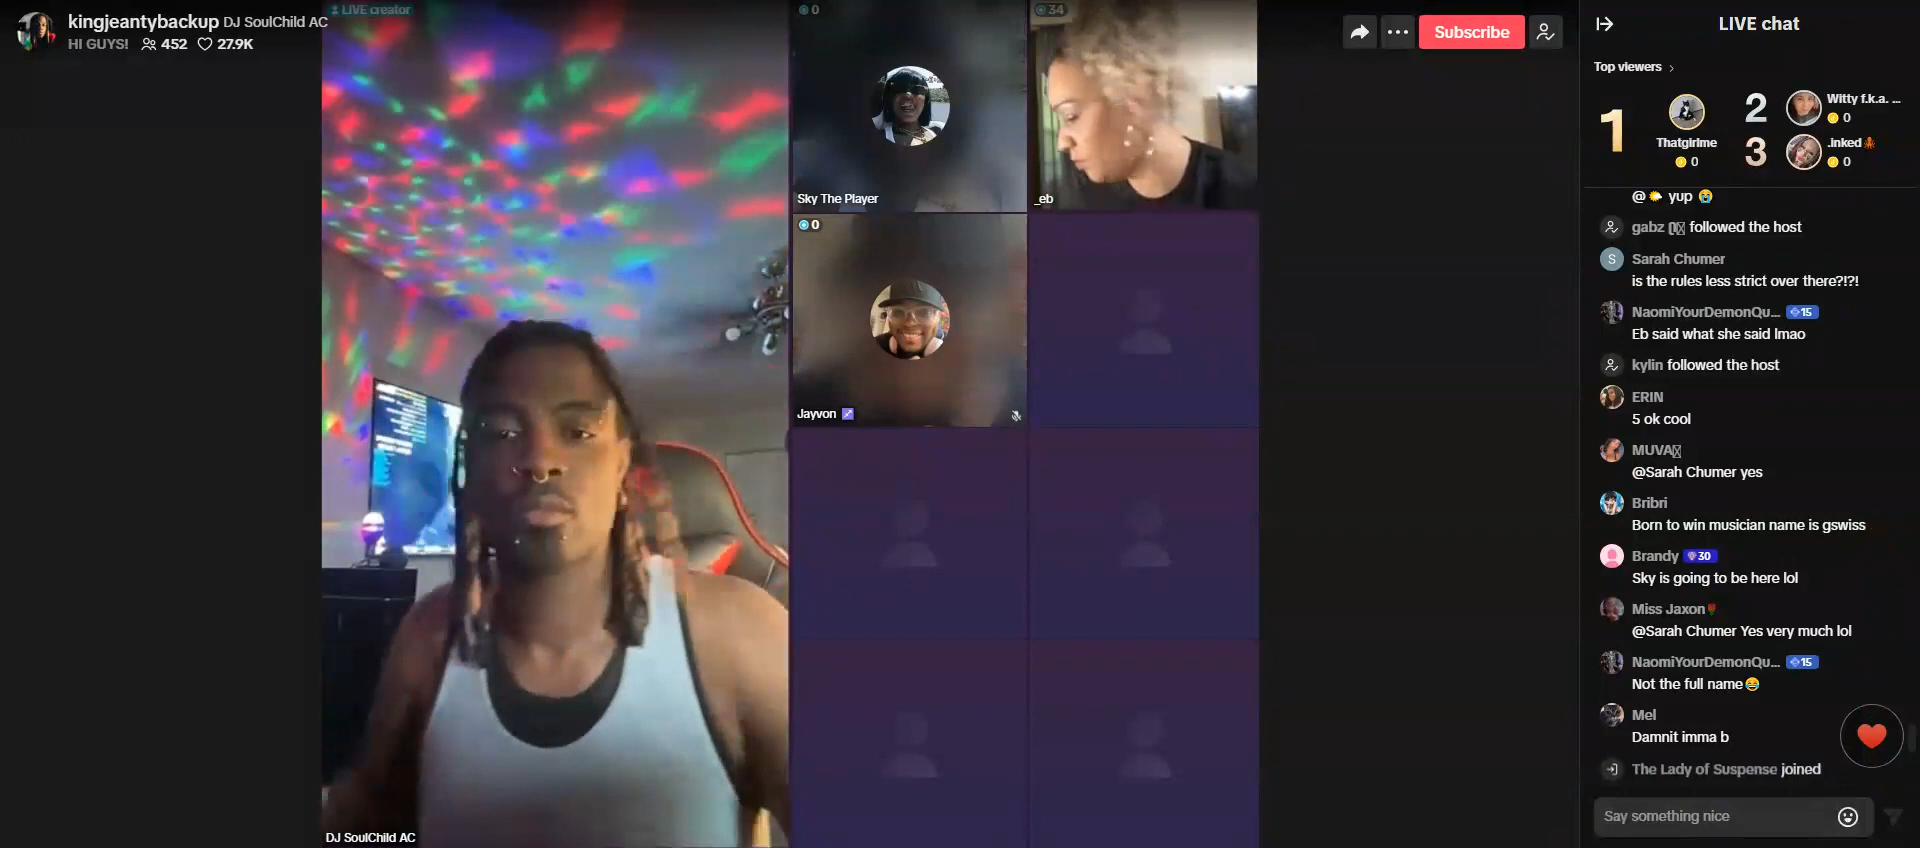 kingjeantybackup DJ SoulChild AC
HI GUYS! 452 27.9K
LIVE creator
0
34
Subscribe
Sky The Player
_eb
0
Jayvon
DJ SoulChild AC
LIVE chat
Top viewers
1
Thatgirlme
0
2
Witty f.k.a. ...
0
3
.inked
0
@ yup
gabz followed the host
S
Sarah Chumer
is the rules less strict over there?!?!
NaomiYourDemonQu... 15
Eb said what she said lmao
kylin followed the host
ERIN
5 ok cool
MUVA
@Sarah Chumer yes
Bribri
Born to win musician name is gswiss
Brandy 30
Sky is going to be here lol
Miss Jaxon
@Sarah Chumer Yes very much lol
NaomiYourDemonQu... 15
Not the full name
Mel
Damnit imma b
The Lady of Suspense joined
Say something nice